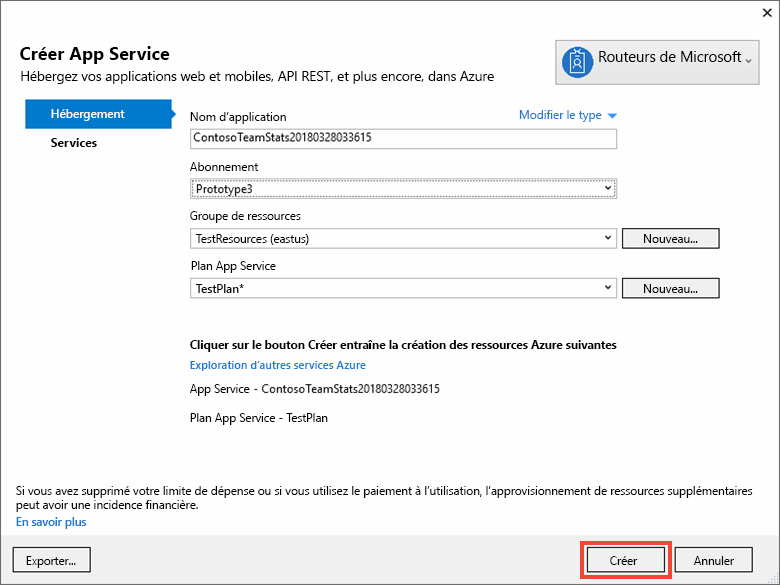 Créer App Service
Hébergez vos applications web et mobiles, API REST, et plus encore, dans Azure
Routeurs de Microsoft
Hébergement
Services
Nom d'application
Modifier le type
ContosoTeamStats20180328033615
Abonnement
Prototype3
Groupe de ressources
TestResources (eastus)
Nouveau...
Plan App Service
TestPlan*
Nouveau...
Cliquer sur le bouton Créer entraîne la création des ressources Azure suivantes
Exploration d'autres services Azure
App Service - ContosoTeamStats20180328033615
Plan App Service - TestPlan
Si vous avez supprimé votre limite de dépense ou si vous utilisez le paiement à l'utilisation, l'approvisionnement de ressources supplémentaires
peut avoir une incidence financière.
En savoir plus
Exporter...
Créer
Annuler